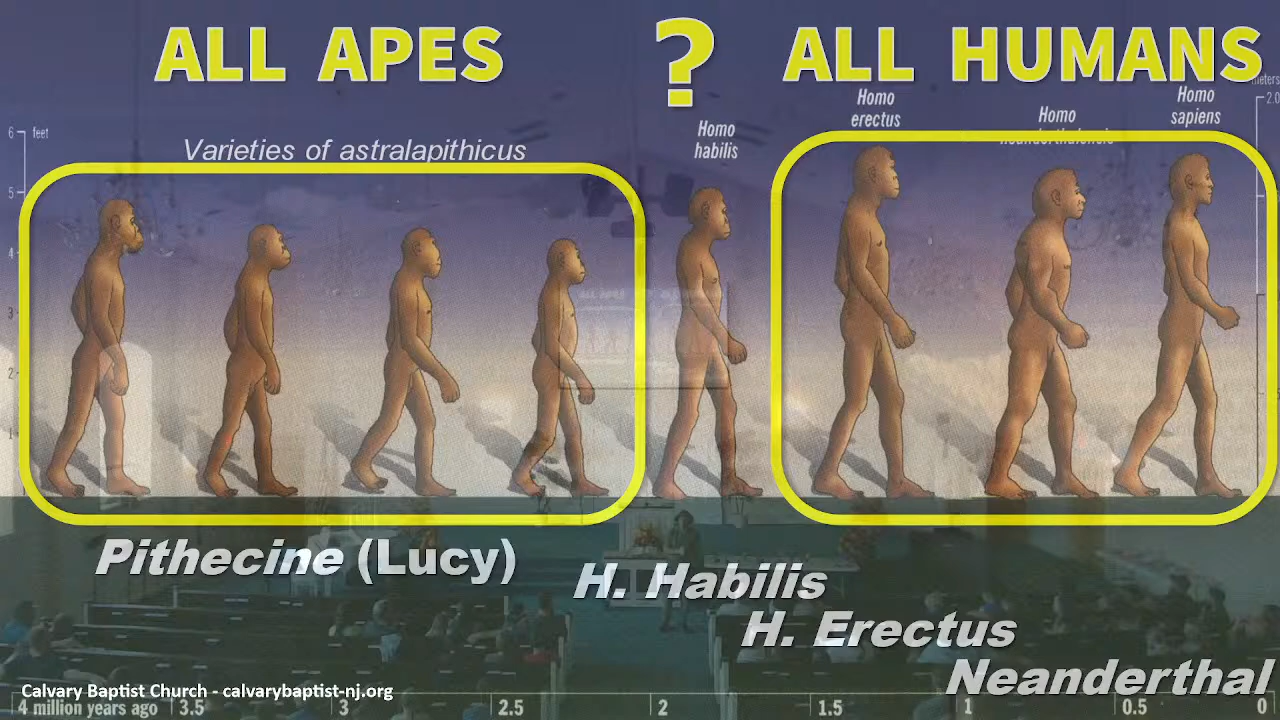 ALL APES ? ALL HUMANS
meters
2.0
Homo
erectus
Homo
sapiens
Homo
neanderthalensis
6 feet
Homo
habilis
Varieties of astralapithicus
5
4
3
2
1
Pithecine (Lucy)
H. Habilis
H. Erectus
Neanderthal
Calvary Baptist Church - calvarybaptist-nj.org
4 million years ago 3.5 3 2.5 2 1.5 1 0.5 0